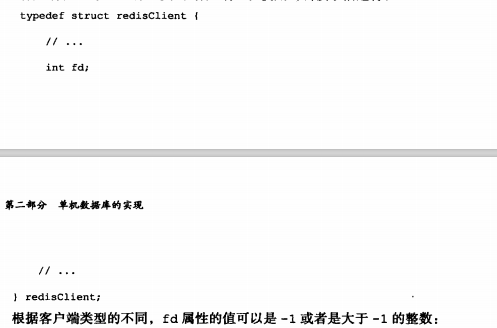 typedef struct redisClient {
// ...
int fd;
第二部分 单机数据库的实现
// ...
} redisClient;
根据客户端类型的不同，fd 属性的值可以是 -1 或者是大于 -1 的整数：